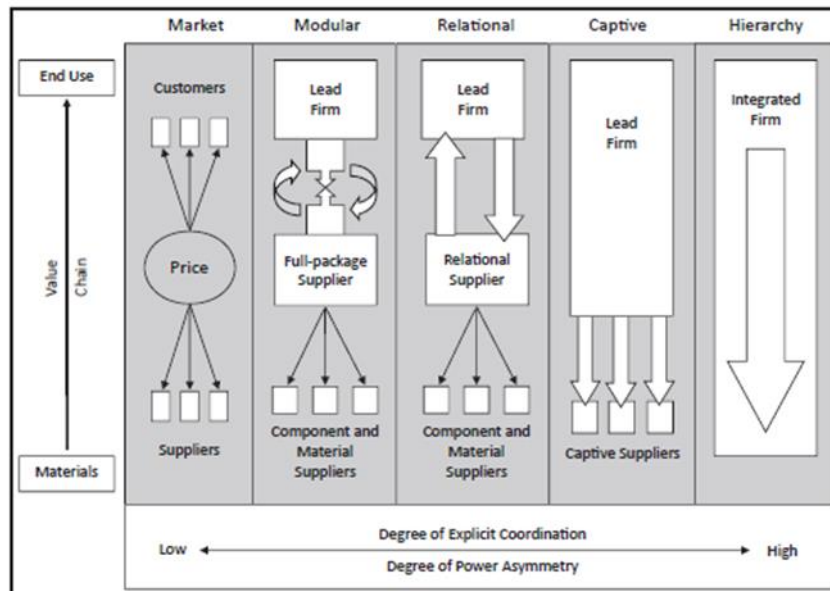 Market Modular Relational Captive Hierarchy
End Use
Value Chain
Materials
Customers
Price
Suppliers
Lead
Firm
Full-package
Supplier
Component and
Material
Suppliers
Lead
Firm
Relational
Supplier
Component and
Material
Suppliers
Lead
Firm
Captive Suppliers
Integrated
Firm
Degree of Explicit Coordination
Low High
Degree of Power Asymmetry